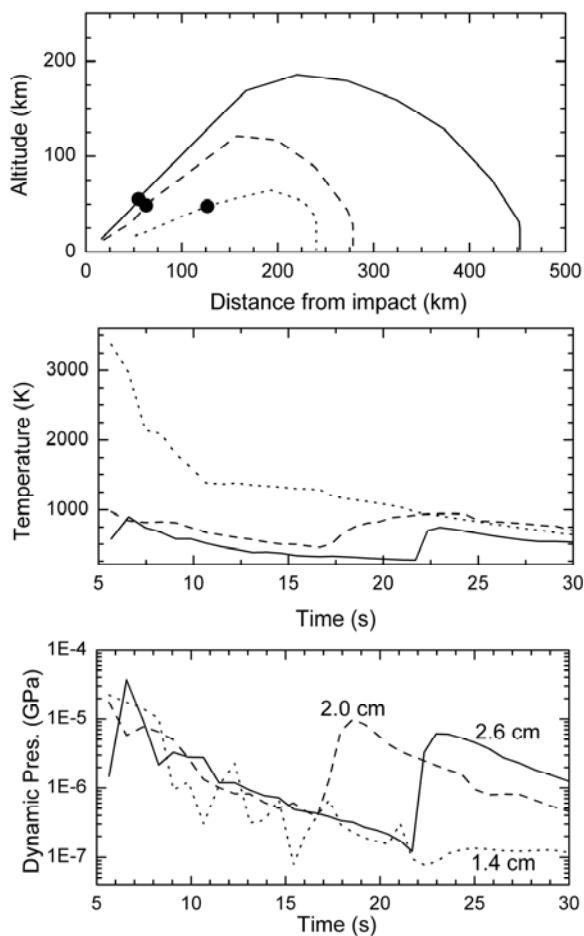 200
100
0
Altitude (km)
0 100 200 300 400 500
Distance from impact (km)
3000
2000
1000
Temperature (K)
5 10 15 20 25 30
Time (s)
1E-4
1E-5
1E-6
1E-7
Dynamic Pres. (GPa)
2.0 cm
2.6 cm
1.4 cm
5 10 15 20 25 30
Time (s)